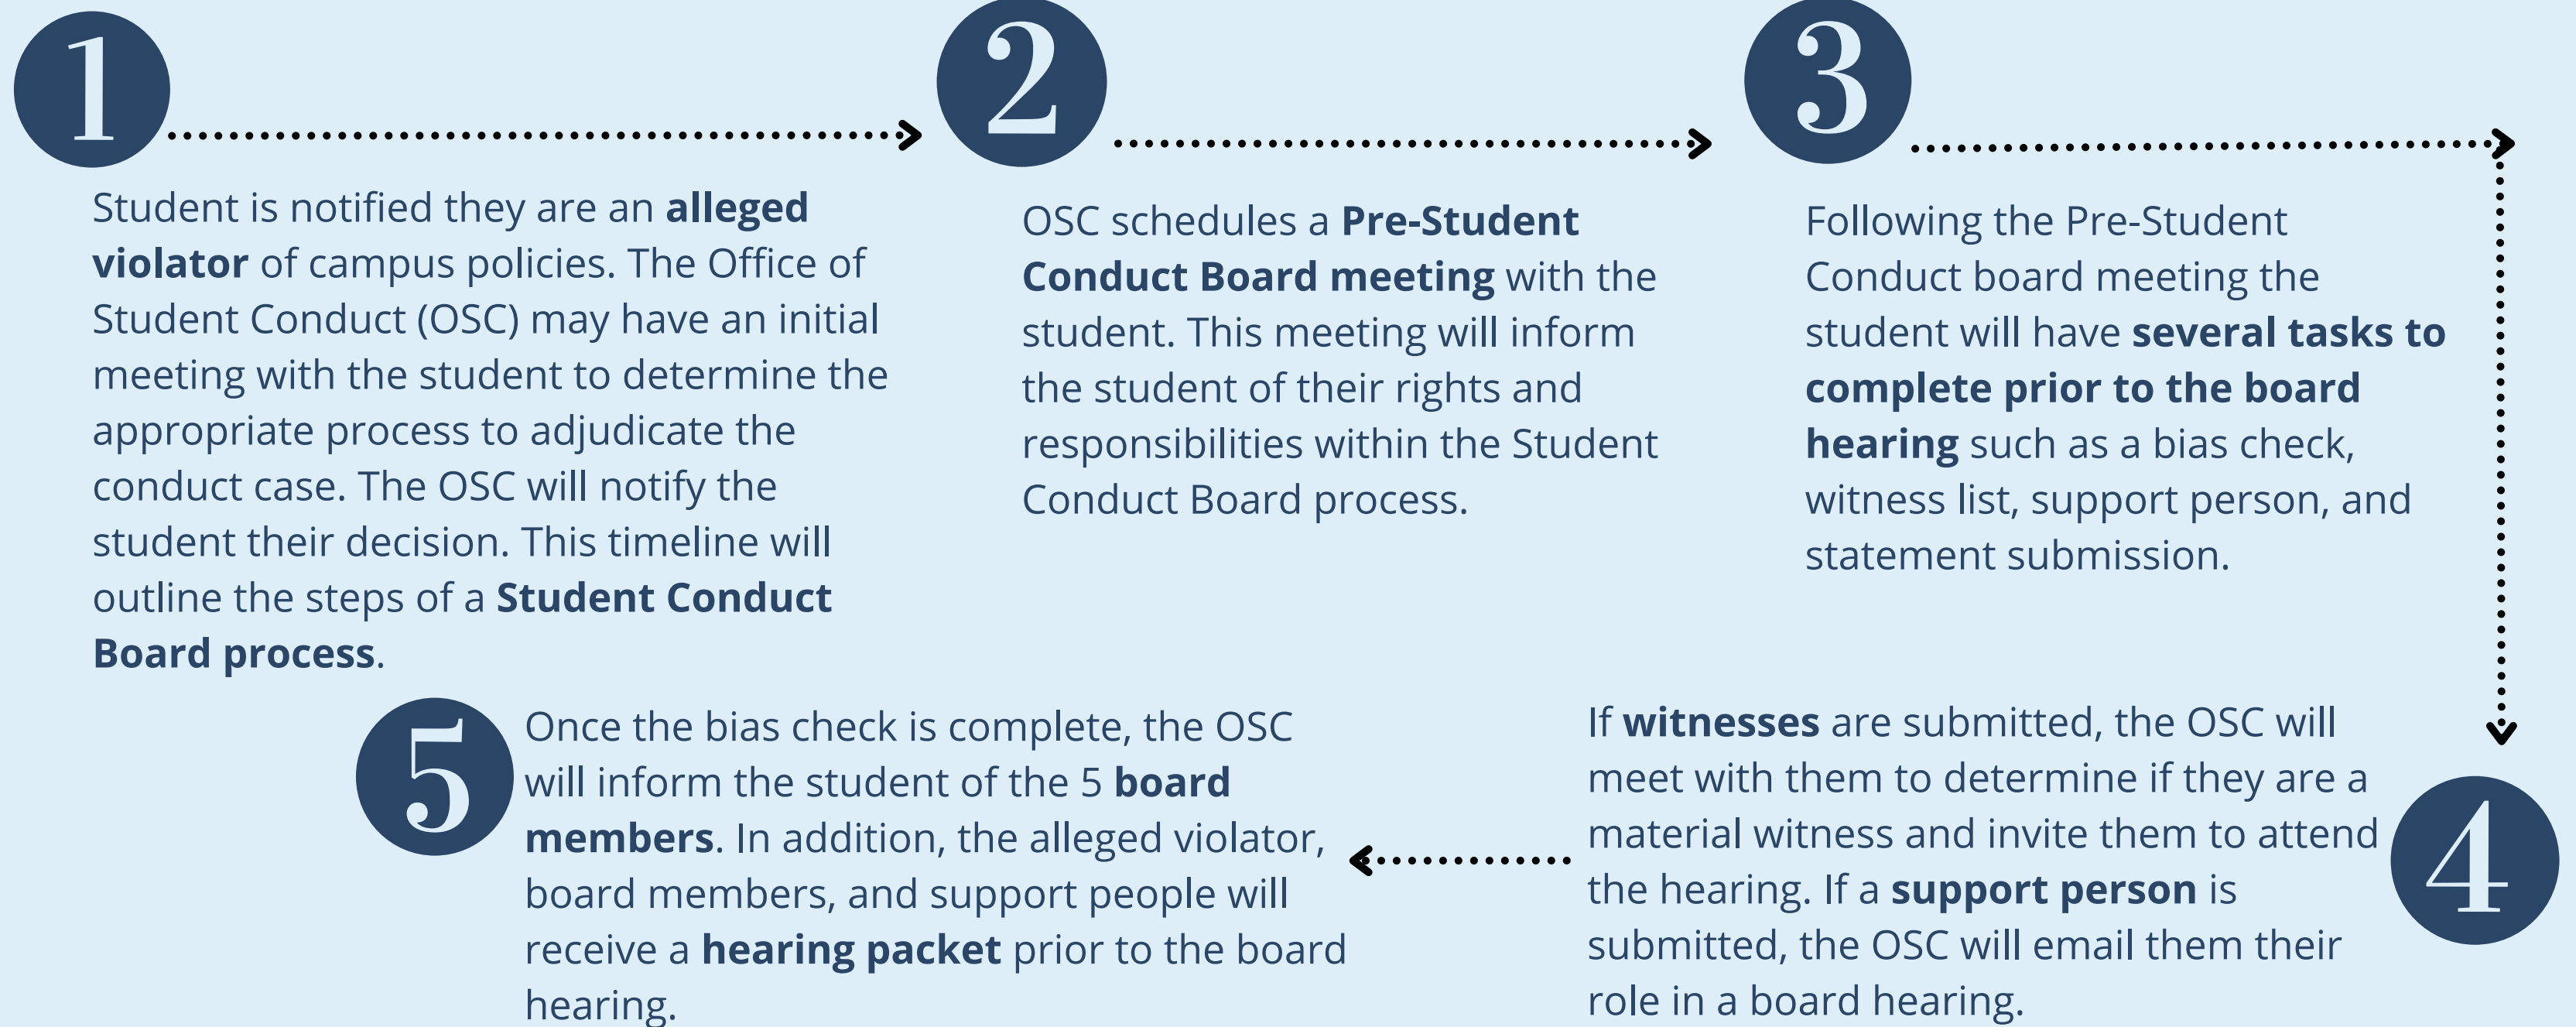 1
Student is notified they are an alleged
violator of campus policies. The Office of
Student Conduct (OSC) may have an initial
meeting with the student to determine the
appropriate process to adjudicate the
conduct case. The OSC will notify the
student their decision. This timeline will
outline the steps of a Student Conduct
Board process.
2
OSC schedules a Pre-Student
Conduct Board meeting with the
student. This meeting will inform
the student of their rights and
responsibilities within the Student
Conduct Board process.
3
Following the Pre-Student
Conduct board meeting the
student will have several tasks to
complete prior to the board
hearing such as a bias check,
witness list, support person, and
statement submission.
4
If witnesses are submitted, the OSC will
meet with them to determine if they are a
material witness and invite them to attend
the hearing. If a support person is
submitted, the OSC will email them their
role in a board hearing.
5
Once the bias check is complete, the OSC
will inform the student of the 5 board
members. In addition, the alleged violator,
board members, and support people will
receive a hearing packet prior to the board
hearing.